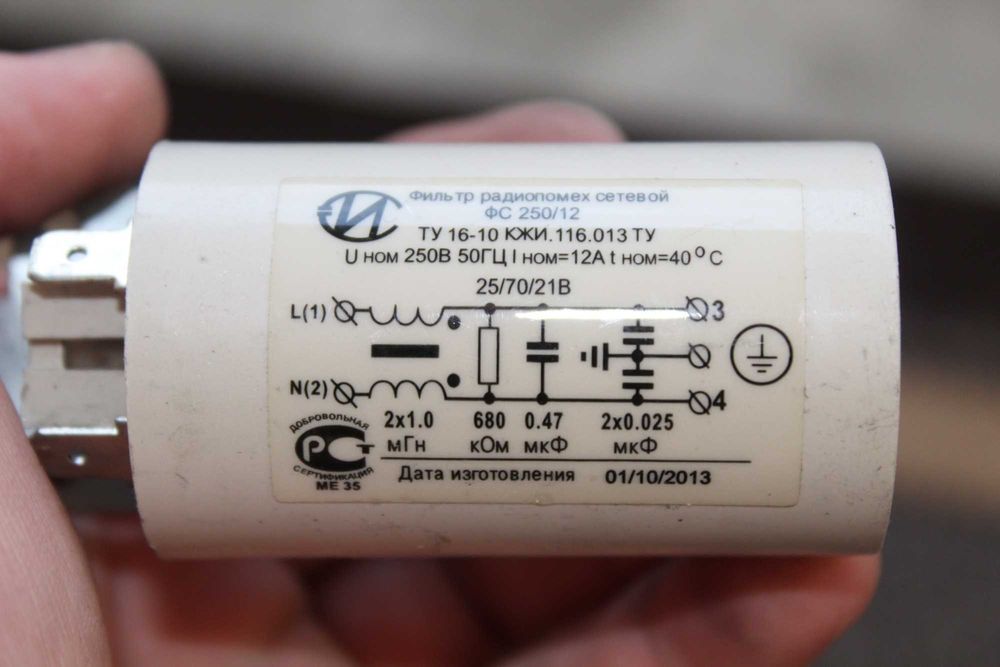 Фильтр радиопомех сетевой
ФС 250/12
ТУ 16-10 КЖИ.116.013 ТУ
U ном 250В 50ГЦ I ном=12А t ном=40°С
25/70/21В
L(1) 3
N(2) 4
2x1.0 680 0.47 2x0.025
мГн кОм мкФ мкФ
ДОБРОВОЛЬНАЯ
РСТ
СЕРТИФИКАЦИЯ
МЕ 35
Дата изготовления 01/10/2013